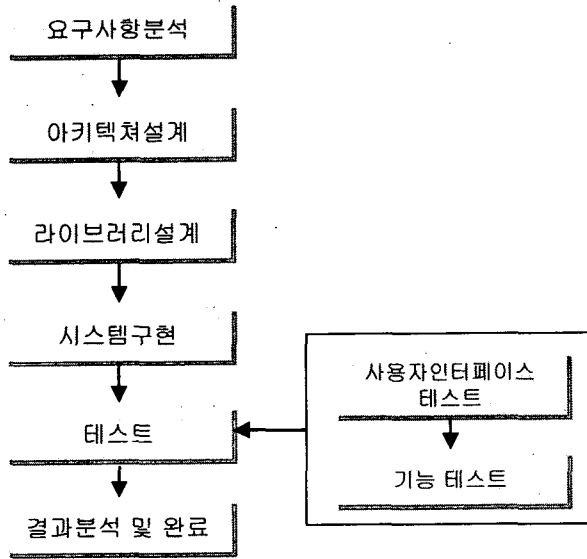 요구사항분석
아키텍쳐설계
라이브러리설계
시스템구현
테스트
결과분석 및 완료
사용자인터페이스
테스트
기능 테스트